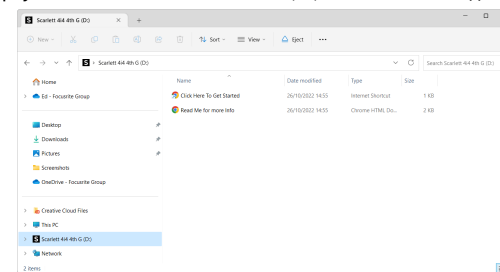 Scarlett 4i4 4th G (D:)
New
Sort
View
Eject
Scarlett 4i4 4th G (D:)
Search Scarlett 4i4 4th G (D:)
Name Date modified Type Size
Home
Ed - Focusrite Group
Desktop
Downloads
Pictures
Screenshots
OneDrive - Focusrite Group
Creative Cloud Files
This PC
Scarlett 4i4 4th G (D:)
Network
Click Here To Get Started 26/10/2022 14:55 Internet Shortcut 1 KB
Read Me for more Info 26/10/2022 14:55 Chrome HTML Do... 2 KB
2 items